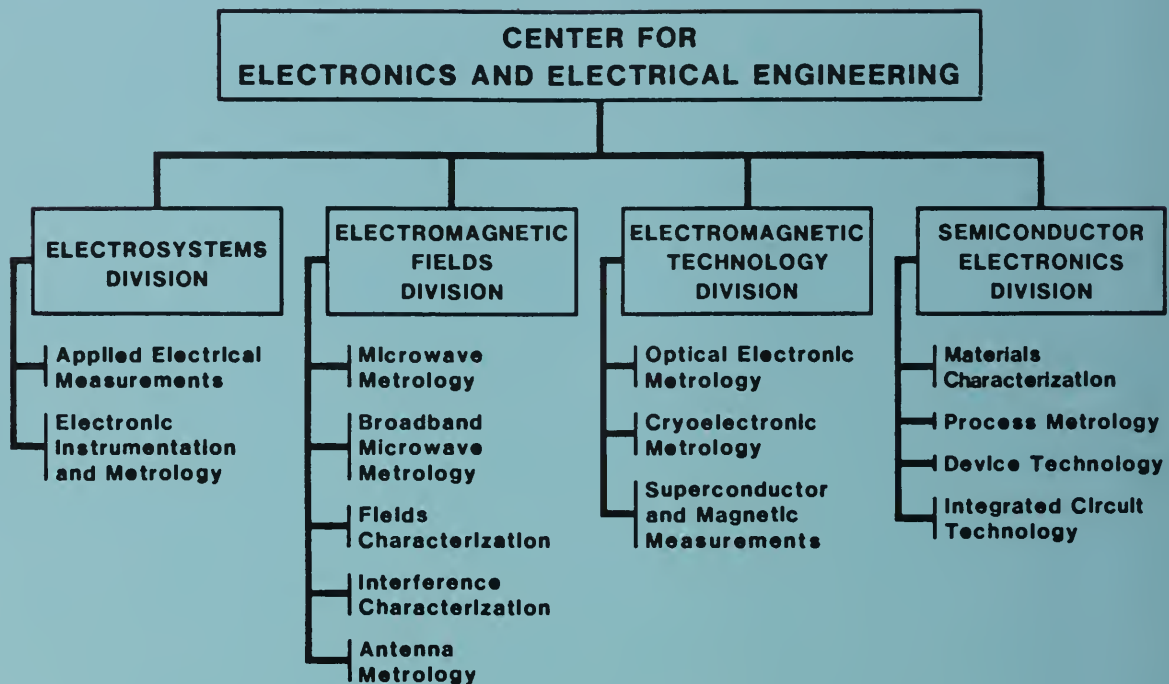 CENTER FOR
ELECTRONICS AND ELECTRICAL ENGINEERING
ELECTROSYSTEMS
DIVISION
Applied Electrical
Measurements
Electronic
Instrumentation
and Metrology
ELECTROMAGNETIC
FIELDS
DIVISION
Microwave
Metrology
Broadband
Microwave
Metrology
Fields
Characterization
Interference
Characterization
Antenna
Metrology
ELECTROMAGNETIC
TECHNOLOGY
DIVISION
Optical Electronic
Metrology
Cryoelectronic
Metrology
Superconductor
and Magnetic
Measurements
SEMICONDUCTOR
ELECTRONICS
DIVISION
Materials
Characterization
Process Metrology
Device Technology
Integrated Circuit
Technology